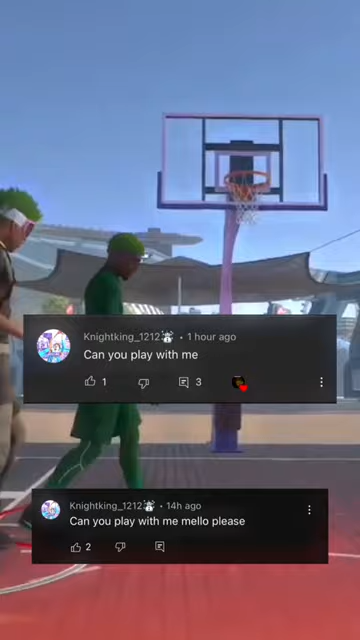 Knightking_1212 • 1 hour ago
Can you play with me
1 3
Knightking_1212 • 14h ago
Can you play with me mello please
2